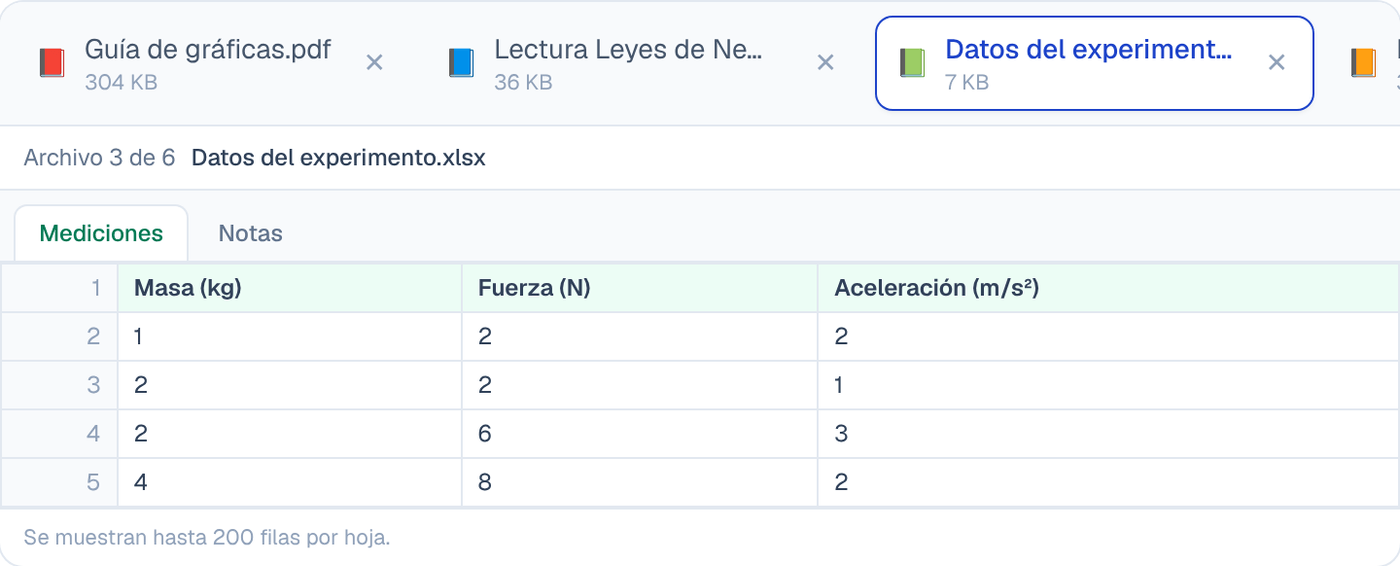 Guía de gráficas.pdf
304 KB
Lectura Leyes de Ne...
36 KB
Datos del experiment...
7 KB
Archivo 3 de 6 Datos del experimento.xlsx
Mediciones Notas
1 Masa (kg) Fuerza (N) Aceleración (m/s²)
2 1 2 2
3 2 2 1
4 2 6 3
5 4 8 2
Se muestran hasta 200 filas por hoja.